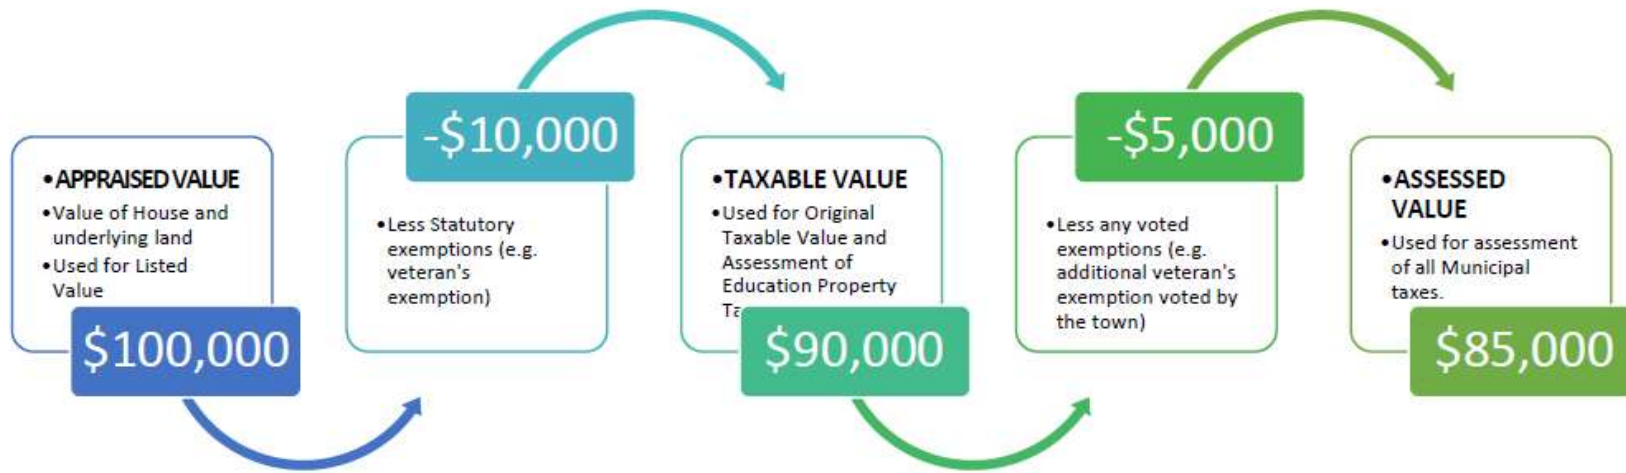 •APPRAISED VALUE
•Value of House and
underlying land
•Used for Listed
Value
$100,000
-$10,000
•Less Statutory
exemptions (e.g.
veteran's
exemption)
•TAXABLE VALUE
•Used for Original
Taxable Value and
Assessment of
Education Property
$90,000
-$5,000
•Less any voted
exemptions (e.g.
additional veteran's
exemption voted by
the town)
•ASSESSED
VALUE
•Used for assessment
of all Municipal
taxes.
$85,000